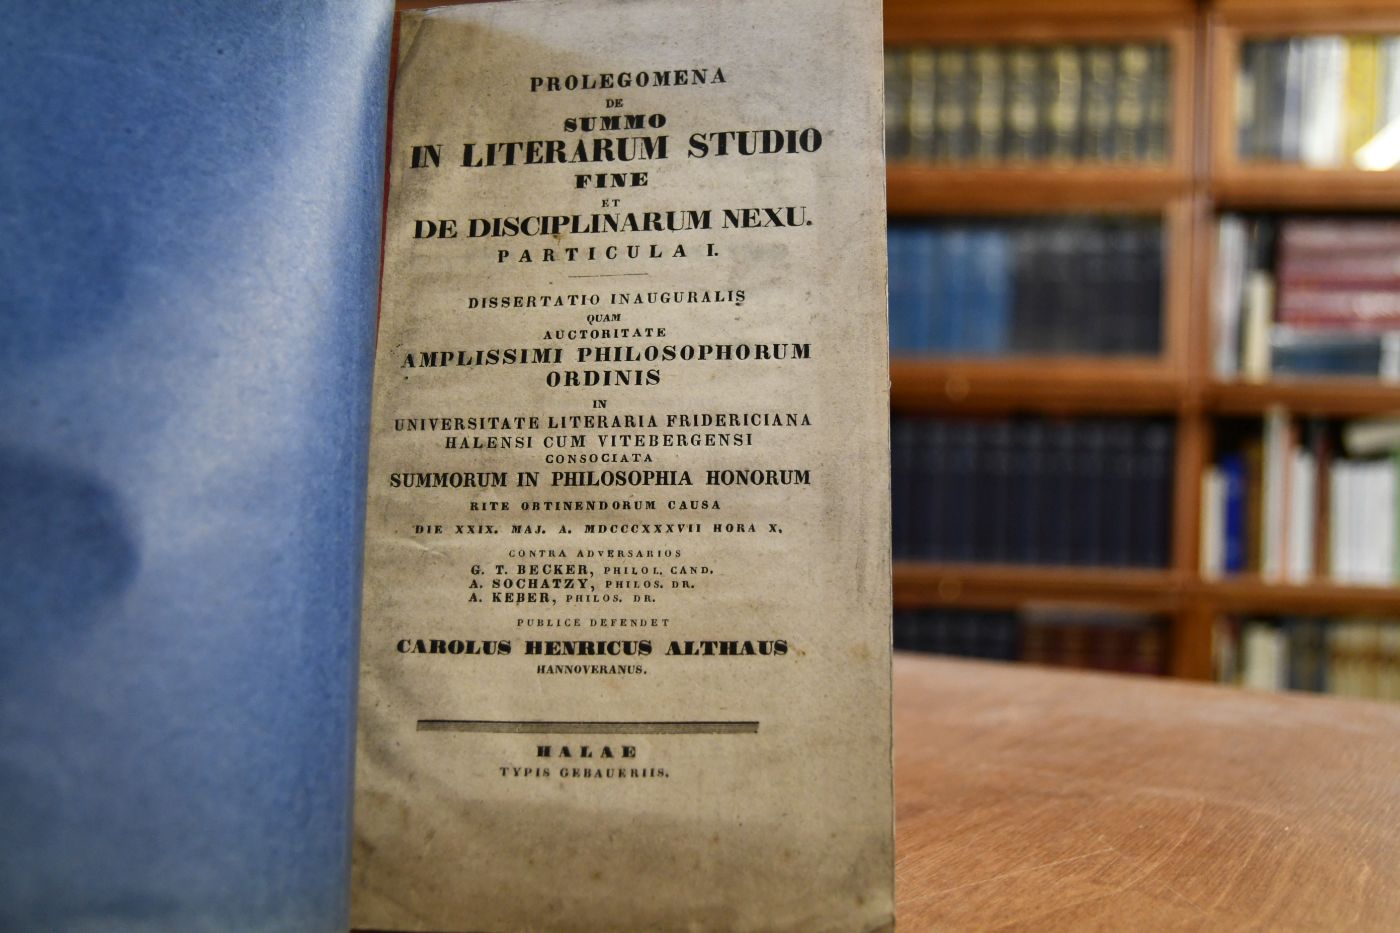 PROLEGOMENA
DE
SUMMO
IN LITERARUM STUDIO
FINE
ET
DE DISCIPLINARUM NEXU.
PARTICULA I.
DISSERTATIO INAUGURALIS
QUAM
AUCTORITATE
AMPLISSIMI PHILOSOPHORUM
ORDINIS
IN
UNIVERSITATE LITERARIA FRIDERICIANA
HALENSI CUM VITEBERGENSI
CONSOCIATA
SUMMORUM IN PHILOSOPHIA HONORUM
RITE OBTINENDORUM CAUSA
DIE XXIX. MAJ. A. MDCCCXXXVII HORA X.
CONTRA ADVERSARIOS
G. T. BECKER, PHILOL. CAND.
A. SOCHATZY, PHILOS. DR.
A. KEBER, PHILOS. DR.
PUBLICE DEFENDET
CAROLUS HENRICUS ALTHAUS
HANNOVERANUS.
HALAE
TYPIS GEBAUERIIS.